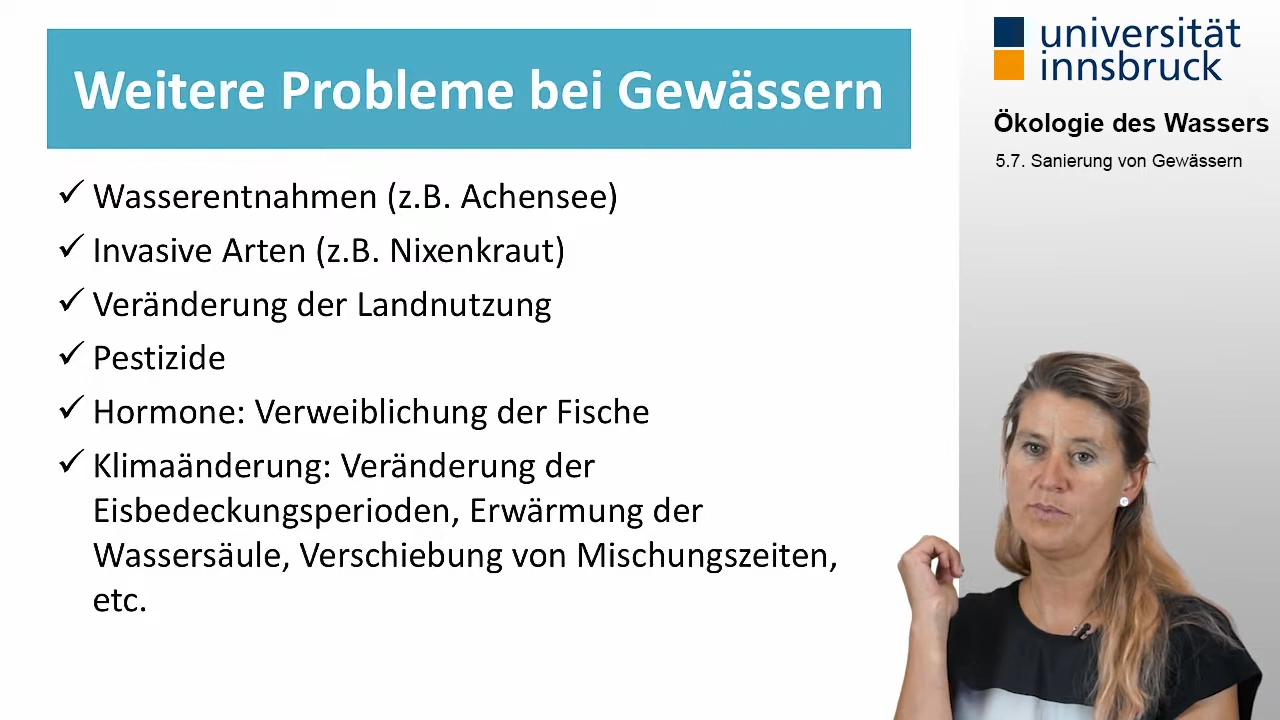 Weitere Probleme bei Gewässern
✓ Wasserentnahmen (z.B. Achensee)
✓ Invasive Arten (z.B. Nixenkraut)
✓ Veränderung der Landnutzung
✓ Pestizide
✓ Hormone: Verweiblichung der Fische
✓ Klimaänderung: Veränderung der
Eisbedeckungsperioden, Erwärmung der
Wassersäule, Verschiebung von Mischungszeiten,
etc.
universität
innsbruck
Ökologie des Wassers
5.7. Sanierung von Gewässern